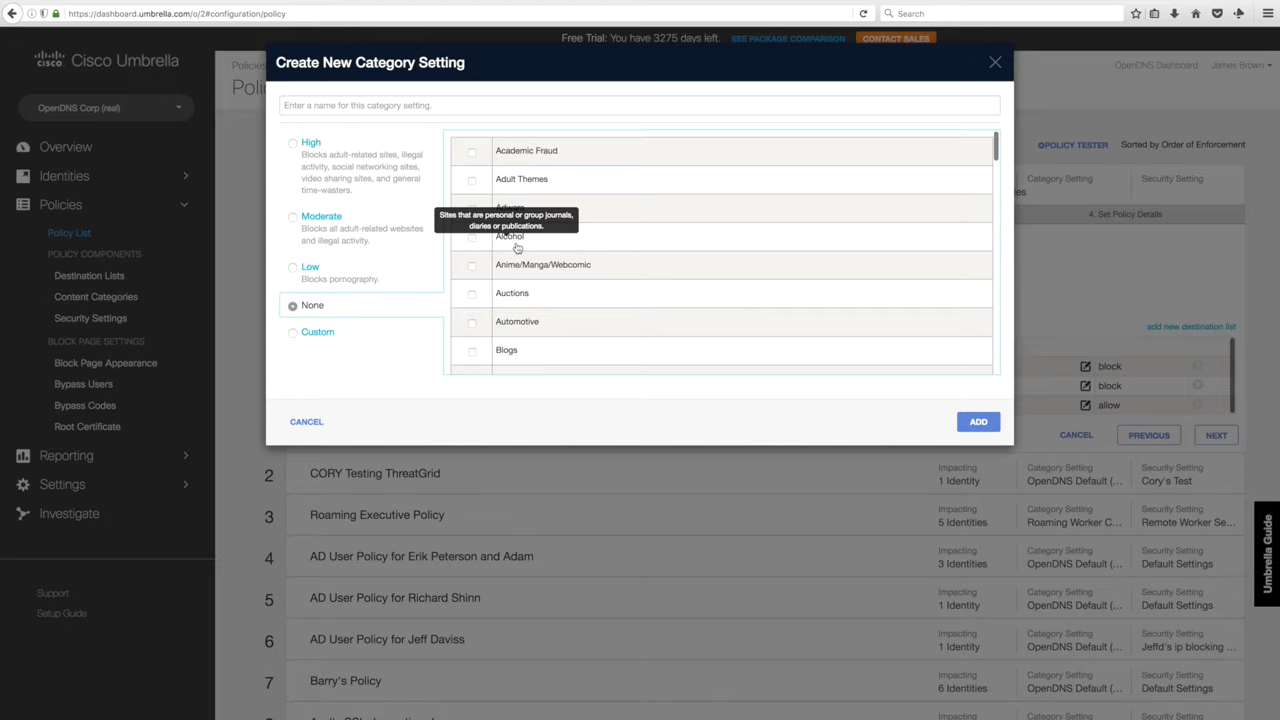 https://dashboard.umbrella.com/o/2#configuration/policy
Search
Free Trial: You have 3275 days left.
SEE PACKAGE COMPARISON
CONTACT SALES
cisco
Cisco Umbrella
Policies
OpenDNS Dashboard
James Brown
OpenDNS Corp (real)
Overview
Identities
Policies
Policy List
POLICY COMPONENTS
Destination Lists
Content Categories
Security Settings
BLOCK PAGE SETTINGS
Block Page Appearance
Bypass Users
Bypass Codes
Root Certificate
Reporting
Settings
Investigate
Support
Setup Guide
Create New Category Setting
Enter a name for this category setting.
High
Blocks adult-related sites, illegal
activity, social networking sites,
video sharing sites, and general
time-wasters.
Moderate
Blocks all adult-related websites
and illegal activity.
Low
Blocks pornography.
None
Custom
Academic Fraud
Adult Themes
Sites that are personal or group journals,
diaries or publications.
Alcohol
Anime/Manga/Webcomic
Auctions
Automotive
Blogs
CANCEL
ADD
POLICY TESTER
Sorted by Order of Enforcement
Category Setting
Security Setting
4. Set Policy Details
add new destination list
block
block
allow
CANCEL
PREVIOUS
NEXT
2
CORY Testing ThreatGrid
Impacting
1 Identity
Category Setting
OpenDNS Default (...
Security Setting
Cory's Test
3
Roaming Executive Policy
Impacting
5 Identities
Category Setting
Roaming Worker C...
Security Setting
Remote Worker Se...
4
AD User Policy for Erik Peterson and Adam
Impacting
3 Identities
Category Setting
OpenDNS Default (...
Security Setting
Default Settings
5
AD User Policy for Richard Shinn
Impacting
1 Identity
Category Setting
OpenDNS Default (...
Security Setting
Default Settings
6
AD User Policy for Jeff Daviss
Impacting
1 Identity
Category Setting
OpenDNS Default (...
Security Setting
Jeffd's ip blocking ...
7
Barry's Policy
Impacting
6 Identities
Category Setting
OpenDNS Default (...
Security Setting
Default Settings
Impacting
Category Setting
Security Setting
Umbrella Guide